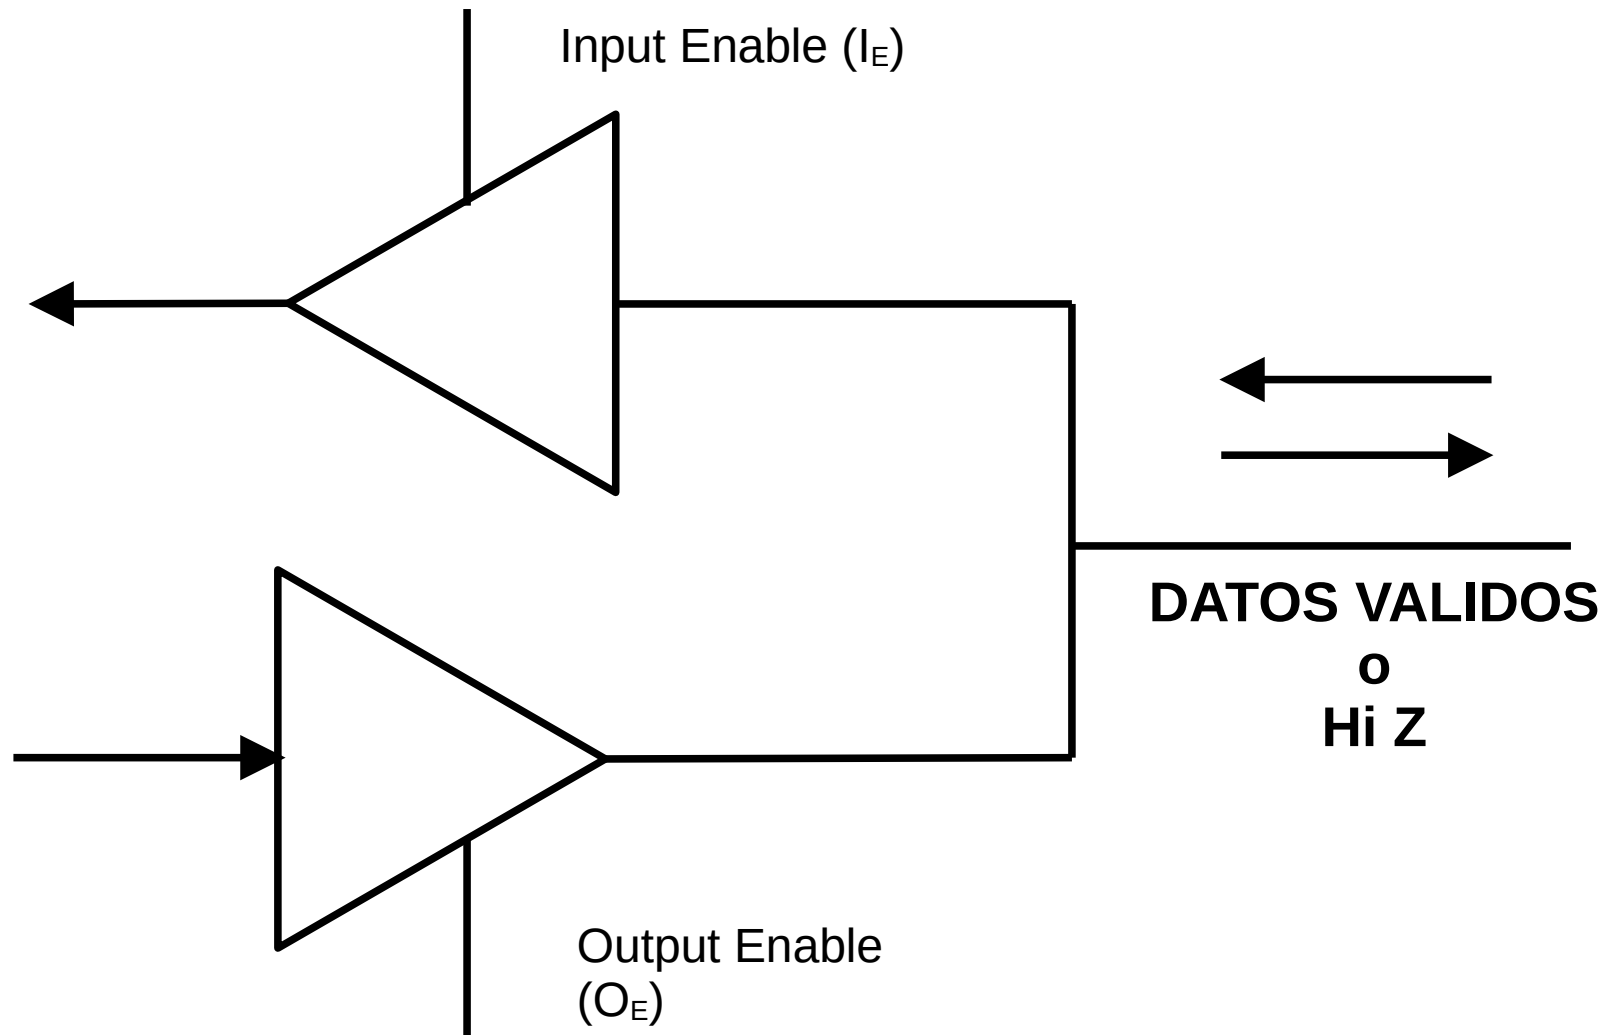 Input Enable (IE)
DATOS VALIDOS
o
Hi Z
Output Enable
(OE)